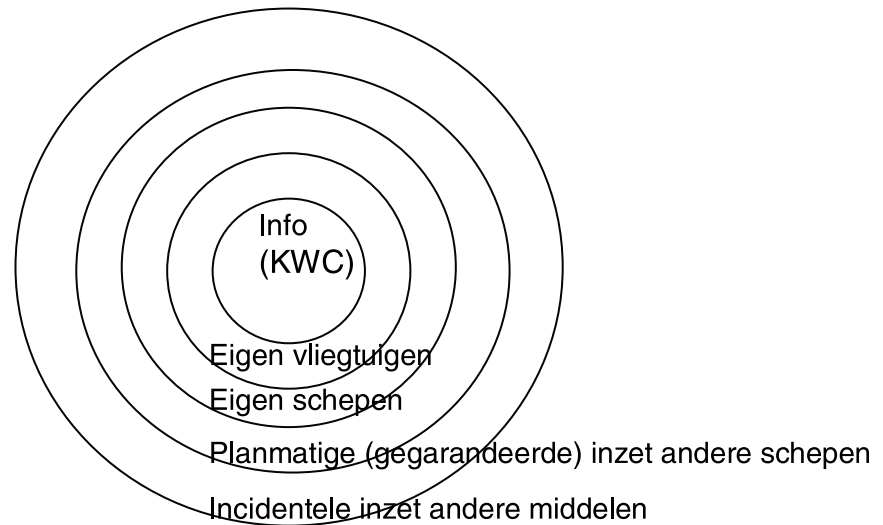 Info
(KWC)
Eigen vliegtuigen
Eigen schepen
Planmatige (gegarandeerde) inzet andere schepen
Incidentele inzet andere middelen